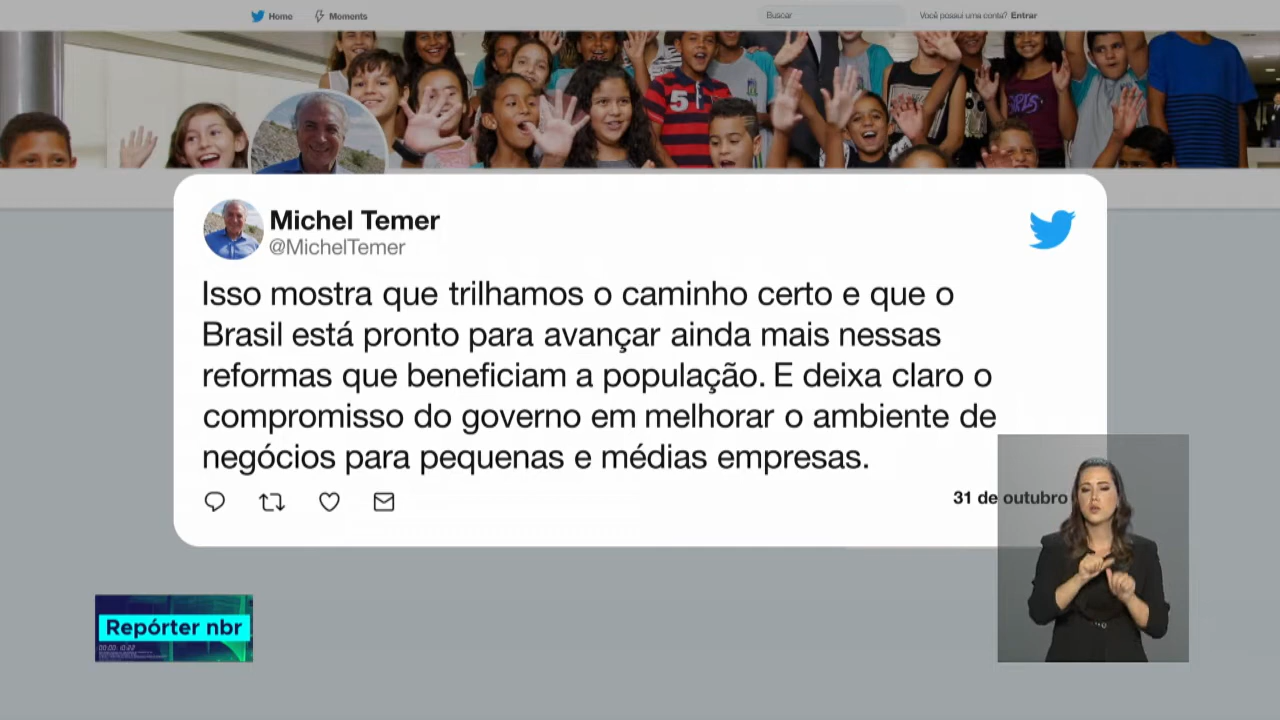 Home Moments Buscar Você possui uma conta? Entrar
5
Michel Temer
@MichelTemer
Isso mostra que trilhamos o caminho certo e que o
Brasil está pronto para avançar ainda mais nessas
reformas que beneficiam a população. E deixa claro o
compromisso do governo em melhorar o ambiente de
negócios para pequenas e médias empresas.
31 de outubro
Repórter nbr